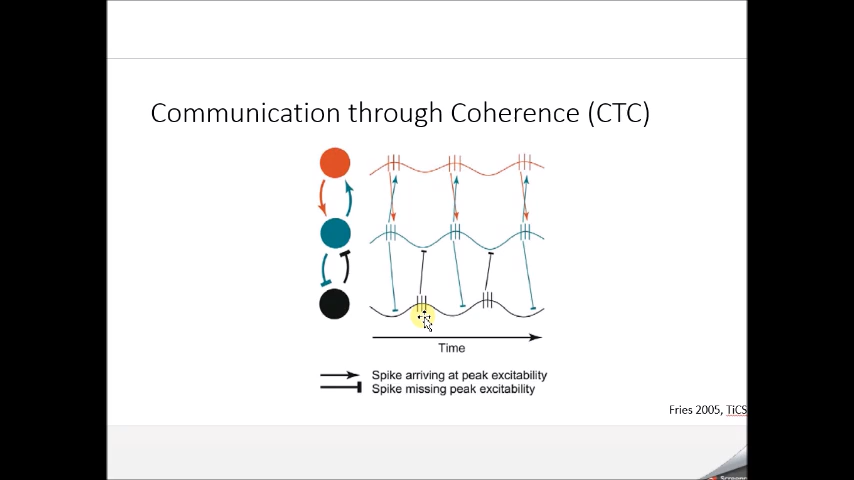 Communication through Coherence (CTC)
Time
Spike arriving at peak excitability
Spike missing peak excitability
Fries 2005, TiCS